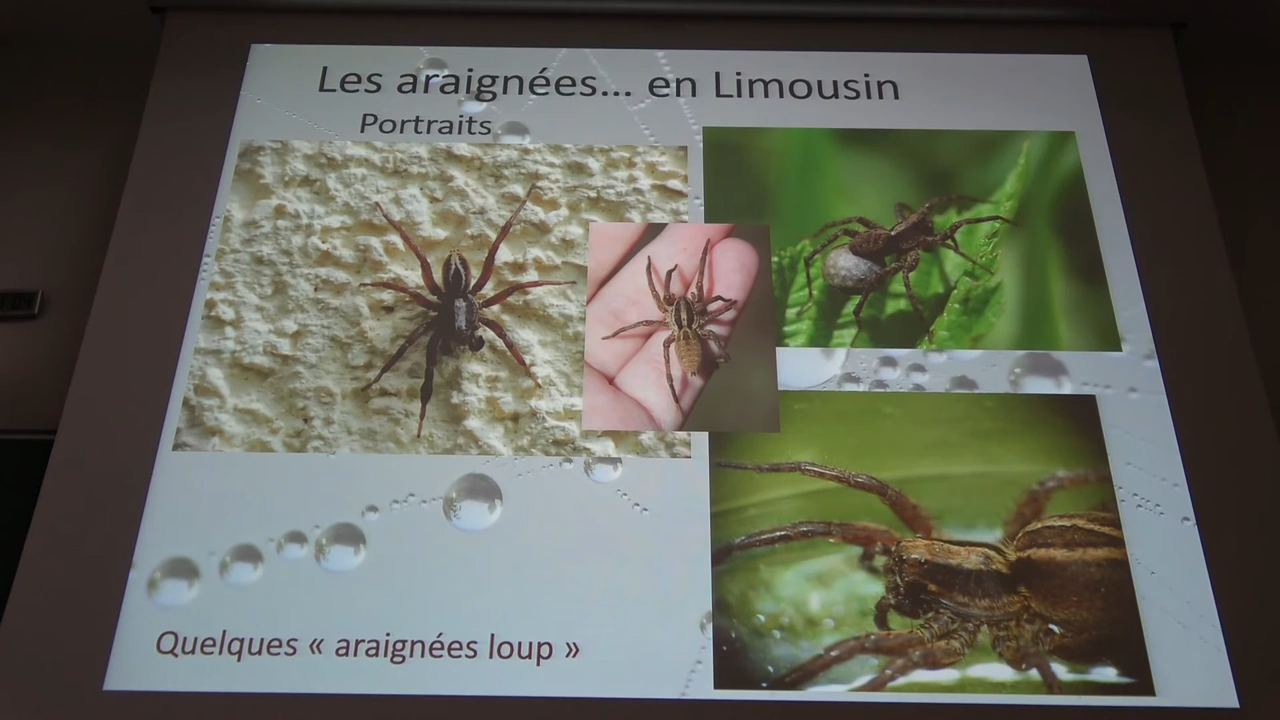 Les araignées... en Limousin
Portraits
Quelques « araignées loup »